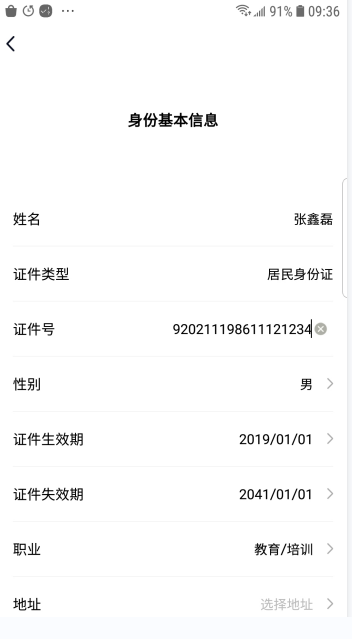 91% 09:36
身份基本信息
姓名 张鑫磊
证件类型 居民身份证
证件号 920211198611121234
性别 男
证件生效期 2019/01/01
证件失效期 2041/01/01
职业 教育/培训
地址 选择地址